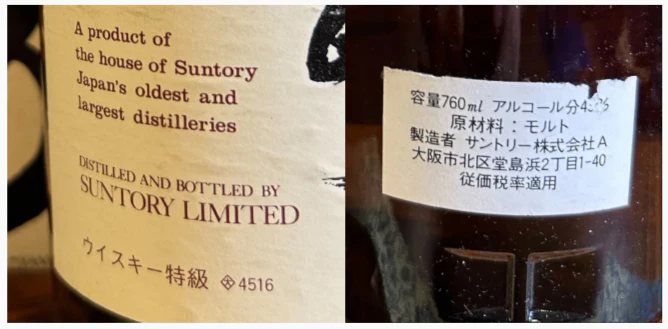 A product of
the house of Suntory
Japan's oldest and
largest distilleries
DISTILLED AND BOTTLED BY
SUNTORY LIMITED
ウイスキー特級 4516
容量760ml アルコール分
原材料：モルト
製造者 サントリー株式会社A
大阪市北区堂島浜2丁目1-40
従価税率適用